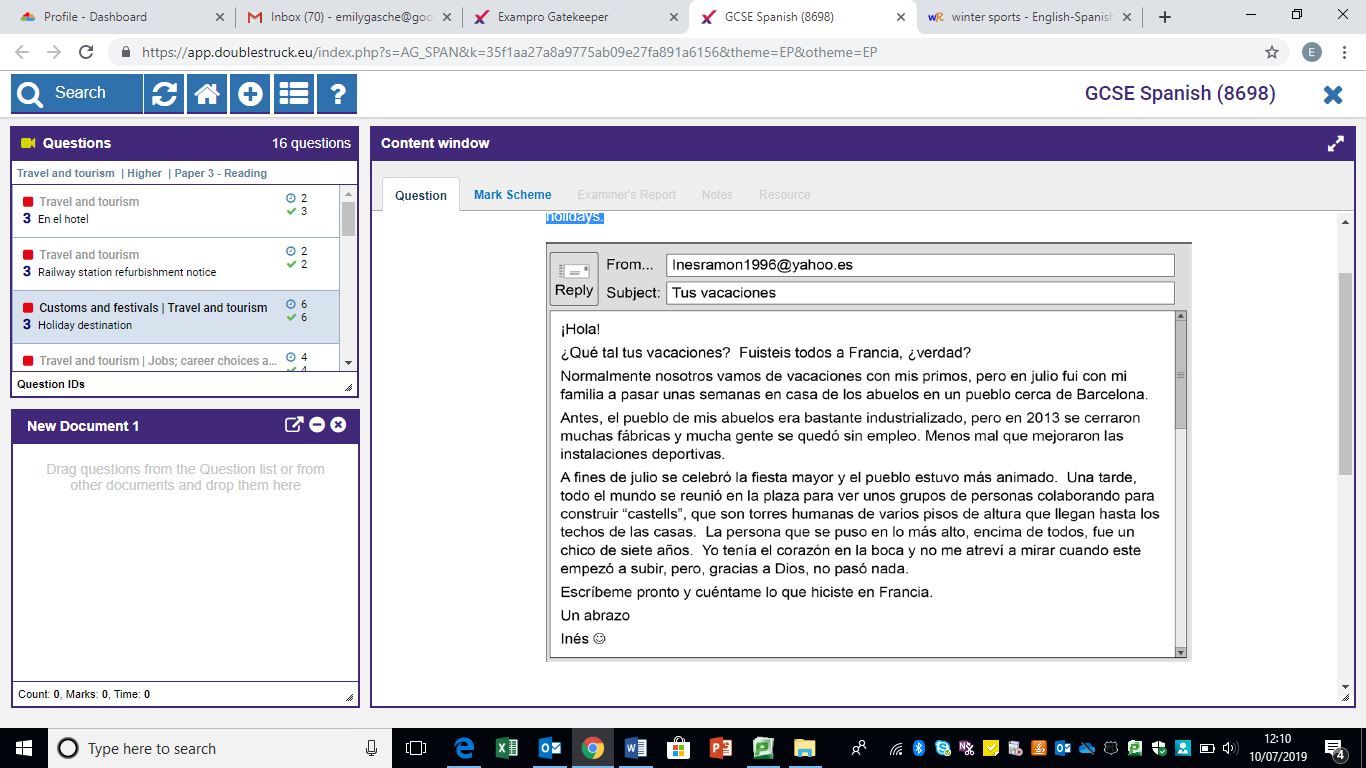 Profile - Dashboard
Inbox (70) - emilygasche@goo
Exampro Gatekeeper
GCSE Spanish (8698)
winter sports - English-Spanish
https://app.doublestruck.eu/index.php?s=AG_SPAN&k=35f1aa27a8a9775ab09e27fa891a6156&theme=EP&otheme=EP
E
Search
?
GCSE Spanish (8698)
Questions
16 questions
Travel and tourism | Higher | Paper 3 - Reading
Travel and tourism
2
3
En el hotel
3
Travel and tourism
2
3
Railway station refurbishment notice
2
Customs and festivals | Travel and tourism
6
3
Holiday destination
6
Travel and tourism | Jobs; career choices a...
4
4
Question IDs
New Document 1
Drag questions from the Question list or from
other documents and drop them here
Count: 0, Marks: 0, Time: 0
Content window
Question
Mark Scheme
Examiner's Report
Notes
Resource
holidays.
Reply
From...
Inesramon1996@yahoo.es
Subject:
Tus vacaciones
¡Hola!
¿Qué tal tus vacaciones? Fuisteis todos a Francia, ¿verdad?
Normalmente nosotros vamos de vacaciones con mis primos, pero en julio fui con mi
familia a pasar unas semanas en casa de los abuelos en un pueblo cerca de Barcelona.
Antes, el pueblo de mis abuelos era bastante industrializado, pero en 2013 se cerraron
muchas fábricas y mucha gente se quedó sin empleo. Menos mal que mejoraron las
instalaciones deportivas.
A fines de julio se celebró la fiesta mayor y el pueblo estuvo más animado. Una tarde,
todo el mundo se reunió en la plaza para ver unos grupos de personas colaborando para
construir “castells”, que son torres humanas de varios pisos de altura que llegan hasta los
techos de las casas. La persona que se puso en lo más alto, encima de todos, fue un
chico de siete años. Yo tenía el corazón en la boca y no me atreví a mirar cuando este
empezó a subir, pero, gracias a Dios, no pasó nada.
Escríbeme pronto y cuéntame lo que hiciste en Francia.
Un abrazo
Inés ☺
Type here to search
12:10
10/07/2019
4